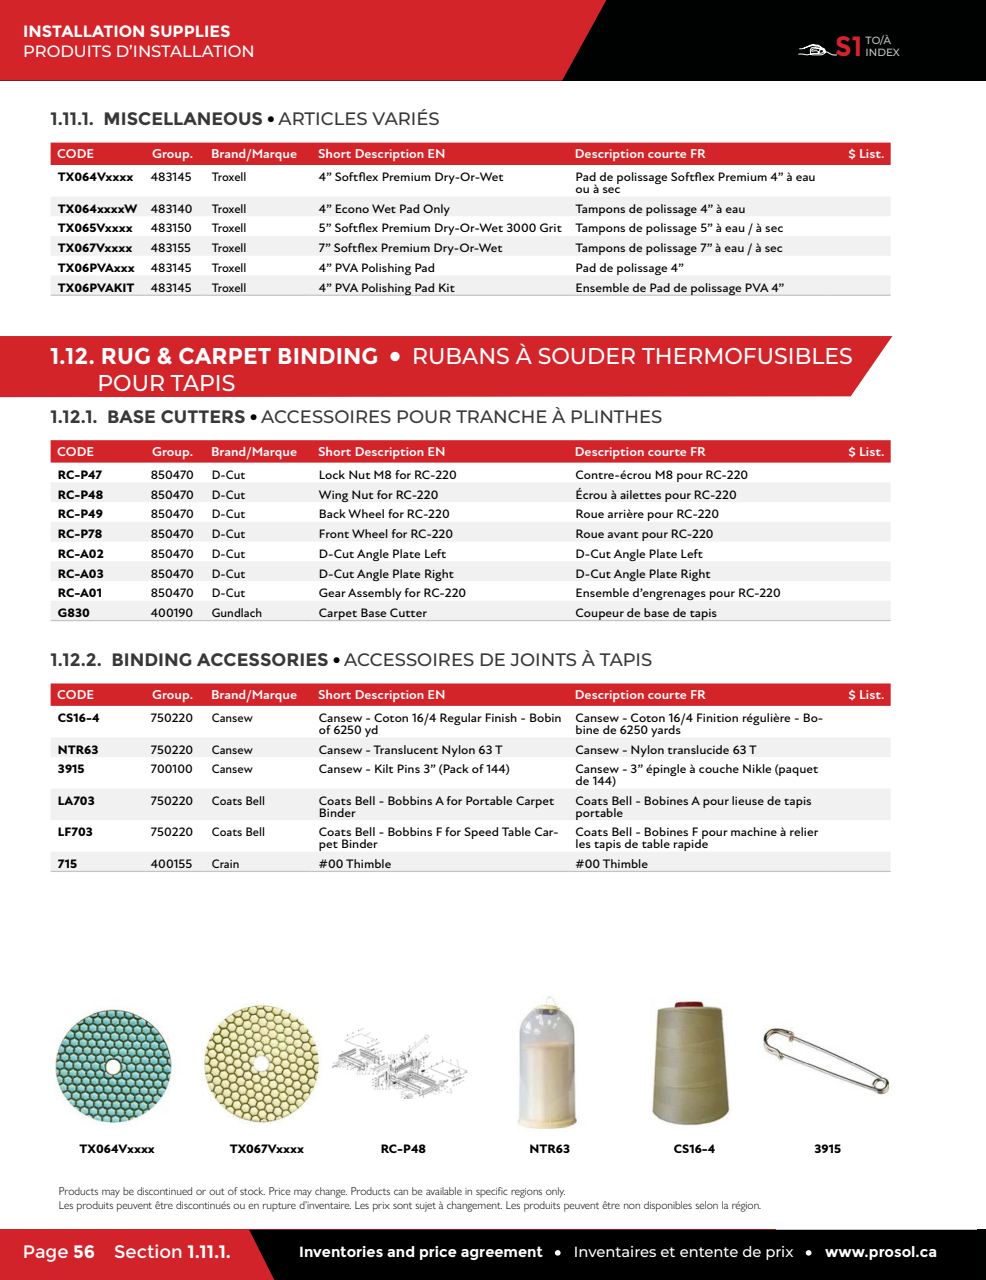 INSTALLATION SUPPLIES
PRODUITS D’INSTALLATION
S1 TO/À
INDEX
1.11.1. MISCELLANEOUS • ARTICLES VARIÉS
CODE Group. Brand/Marque Short Description EN Description courte FR $ List.
TX064Vxxxx 483145 Troxell 4” Softflex Premium Dry-Or-Wet Pad de polissage Softflex Premium 4” à eau
ou à sec
TX064xxxxW 483140 Troxell 4” Econo Wet Pad Only Tampons de polissage 4” à eau
TX065Vxxxx 483150 Troxell 5” Softflex Premium Dry-Or-Wet 3000 Grit Tampons de polissage 5” à eau / à sec
TX067Vxxxx 483155 Troxell 7” Softflex Premium Dry-Or-Wet Tampons de polissage 7” à eau / à sec
TX06PVAxxx 483145 Troxell 4” PVA Polishing Pad Pad de polissage 4”
TX06PVAKIT 483145 Troxell 4” PVA Polishing Pad Kit Ensemble de Pad de polissage PVA 4”
1.12. RUG & CARPET BINDING • RUBANS À SOUDER THERMOFUSIBLES
POUR TAPIS
1.12.1. BASE CUTTERS • ACCESSOIRES POUR TRANCHE À PLINTHES
CODE Group. Brand/Marque Short Description EN Description courte FR $ List.
RC-P47 850470 D-Cut Lock Nut M8 for RC-220 Contre-écrou M8 pour RC-220
RC-P48 850470 D-Cut Wing Nut for RC-220 Écrou à ailettes pour RC-220
RC-P49 850470 D-Cut Back Wheel for RC-220 Roue arrière pour RC-220
RC-P78 850470 D-Cut Front Wheel for RC-220 Roue avant pour RC-220
RC-A02 850470 D-Cut D-Cut Angle Plate Left D-Cut Angle Plate Left
RC-A03 850470 D-Cut D-Cut Angle Plate Right D-Cut Angle Plate Right
RC-A01 850470 D-Cut Gear Assembly for RC-220 Ensemble d’engrenages pour RC-220
G830 400190 Gundlach Carpet Base Cutter Coupeur de base de tapis
1.12.2. BINDING ACCESSORIES • ACCESSOIRES DE JOINTS À TAPIS
CODE Group. Brand/Marque Short Description EN Description courte FR $ List.
CS16-4 750220 Cansew Cansew - Coton 16/4 Regular Finish - Bobin Cansew - Coton 16/4 Finition régulière - Bo-
of 6250 yd bine de 6250 yards
NTR63 750220 Cansew Cansew - Translucent Nylon 63 T Cansew - Nylon translucide 63 T
3915 700100 Cansew Cansew - Kilt Pins 3” (Pack of 144) Cansew - 3” épingle à couche Nikle (paquet
de 144)
LA703 750220 Coats Bell Coats Bell - Bobbins A for Portable Carpet Coats Bell - Bobines A pour lieuse de tapis
Binder portable
LF703 750220 Coats Bell Coats Bell - Bobbins F for Speed Table Car- Coats Bell - Bobines F pour machine à relier
pet Binder les tapis de table rapide
715 400155 Crain #00 Thimble #00 Thimble
TX064Vxxxx TX067Vxxxx RC-P48 NTR63 CS16-4 3915
Products may be discontinued or out of stock. Price may change. Products can be available in specific regions only.
Les produits peuvent être discontinués ou en rupture d’inventaire. Les prix sont sujet à changement. Les produits peuvent être non disponibles selon la région.
Page 56 Section 1.11.1. Inventories and price agreement • Inventaires et entente de prix • www.prosol.ca